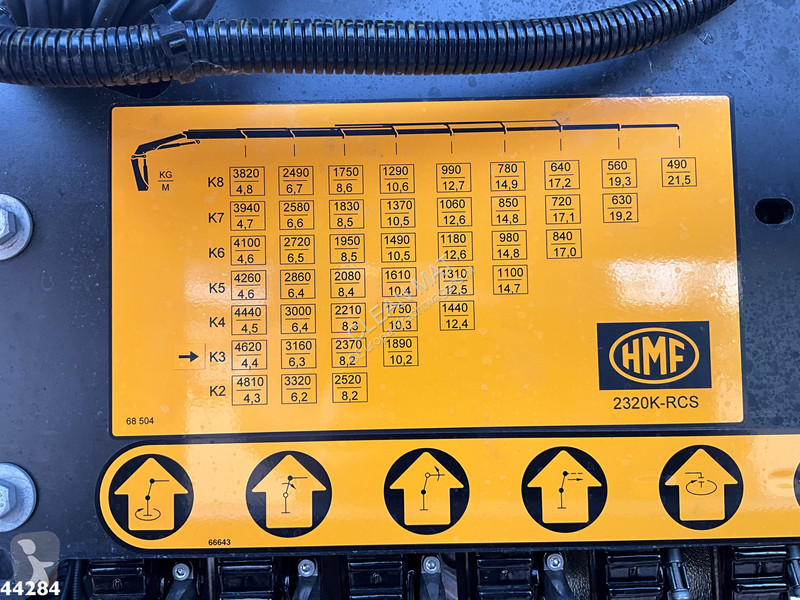 KG
M
K8 3820 2490 1750 1290 990 780 640 560 490
4,8 6,7 8,6 10,6 12,7 14,9 17,2 19,3 21,5
K7 3940 2580 1830 1370 1060 850 720 630
4,7 6,6 8,5 10,5 12,6 14,8 17,1 19,2
K6 4100 2720 1950 1490 1180 980 840
4,6 6,5 8,5 10,5 12,6 14,8 17,0
K5 4260 2860 2080 1610 1310 1100
4,6 6,4 8,4 10,4 12,5 14,7
K4 4440 3000 2210 1750 1440
4,5 6,4 8,3 10,3 12,4
K3 4620 3160 2370 1890
4,4 6,3 8,2 10,2
K2 4810 3320 2520
4,3 6,2 8,2
HMF
2320K-RCS
68 504
T
66643
44284